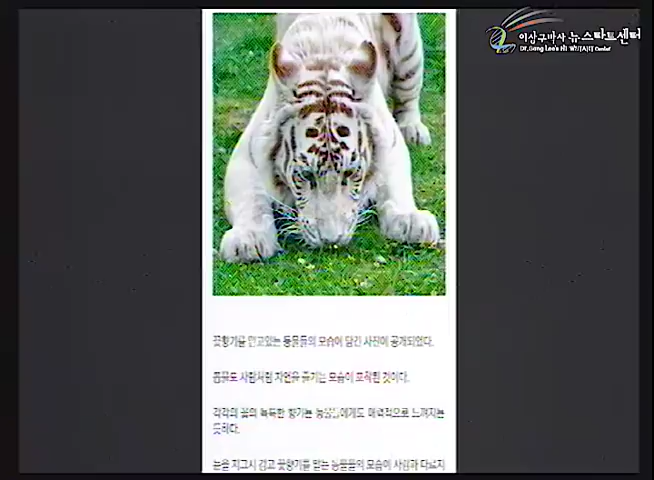 이상구박사 뉴스타트센터
Dr. Sang Lee's NEWSTART Center
꽃향기를 맡고있는 동물들의 모습이 담긴 사진이 공개되었다.
동물도 사람처럼 자연을 즐기는 모습이 포착된 것이다.
각각의 꽃의 독특한 향기는 동물들에게도 매력적으로 느껴지는
듯하다.
눈을 지그시 감고 꽃향기를 맡는 동물들의 모습이 사람과 다르지